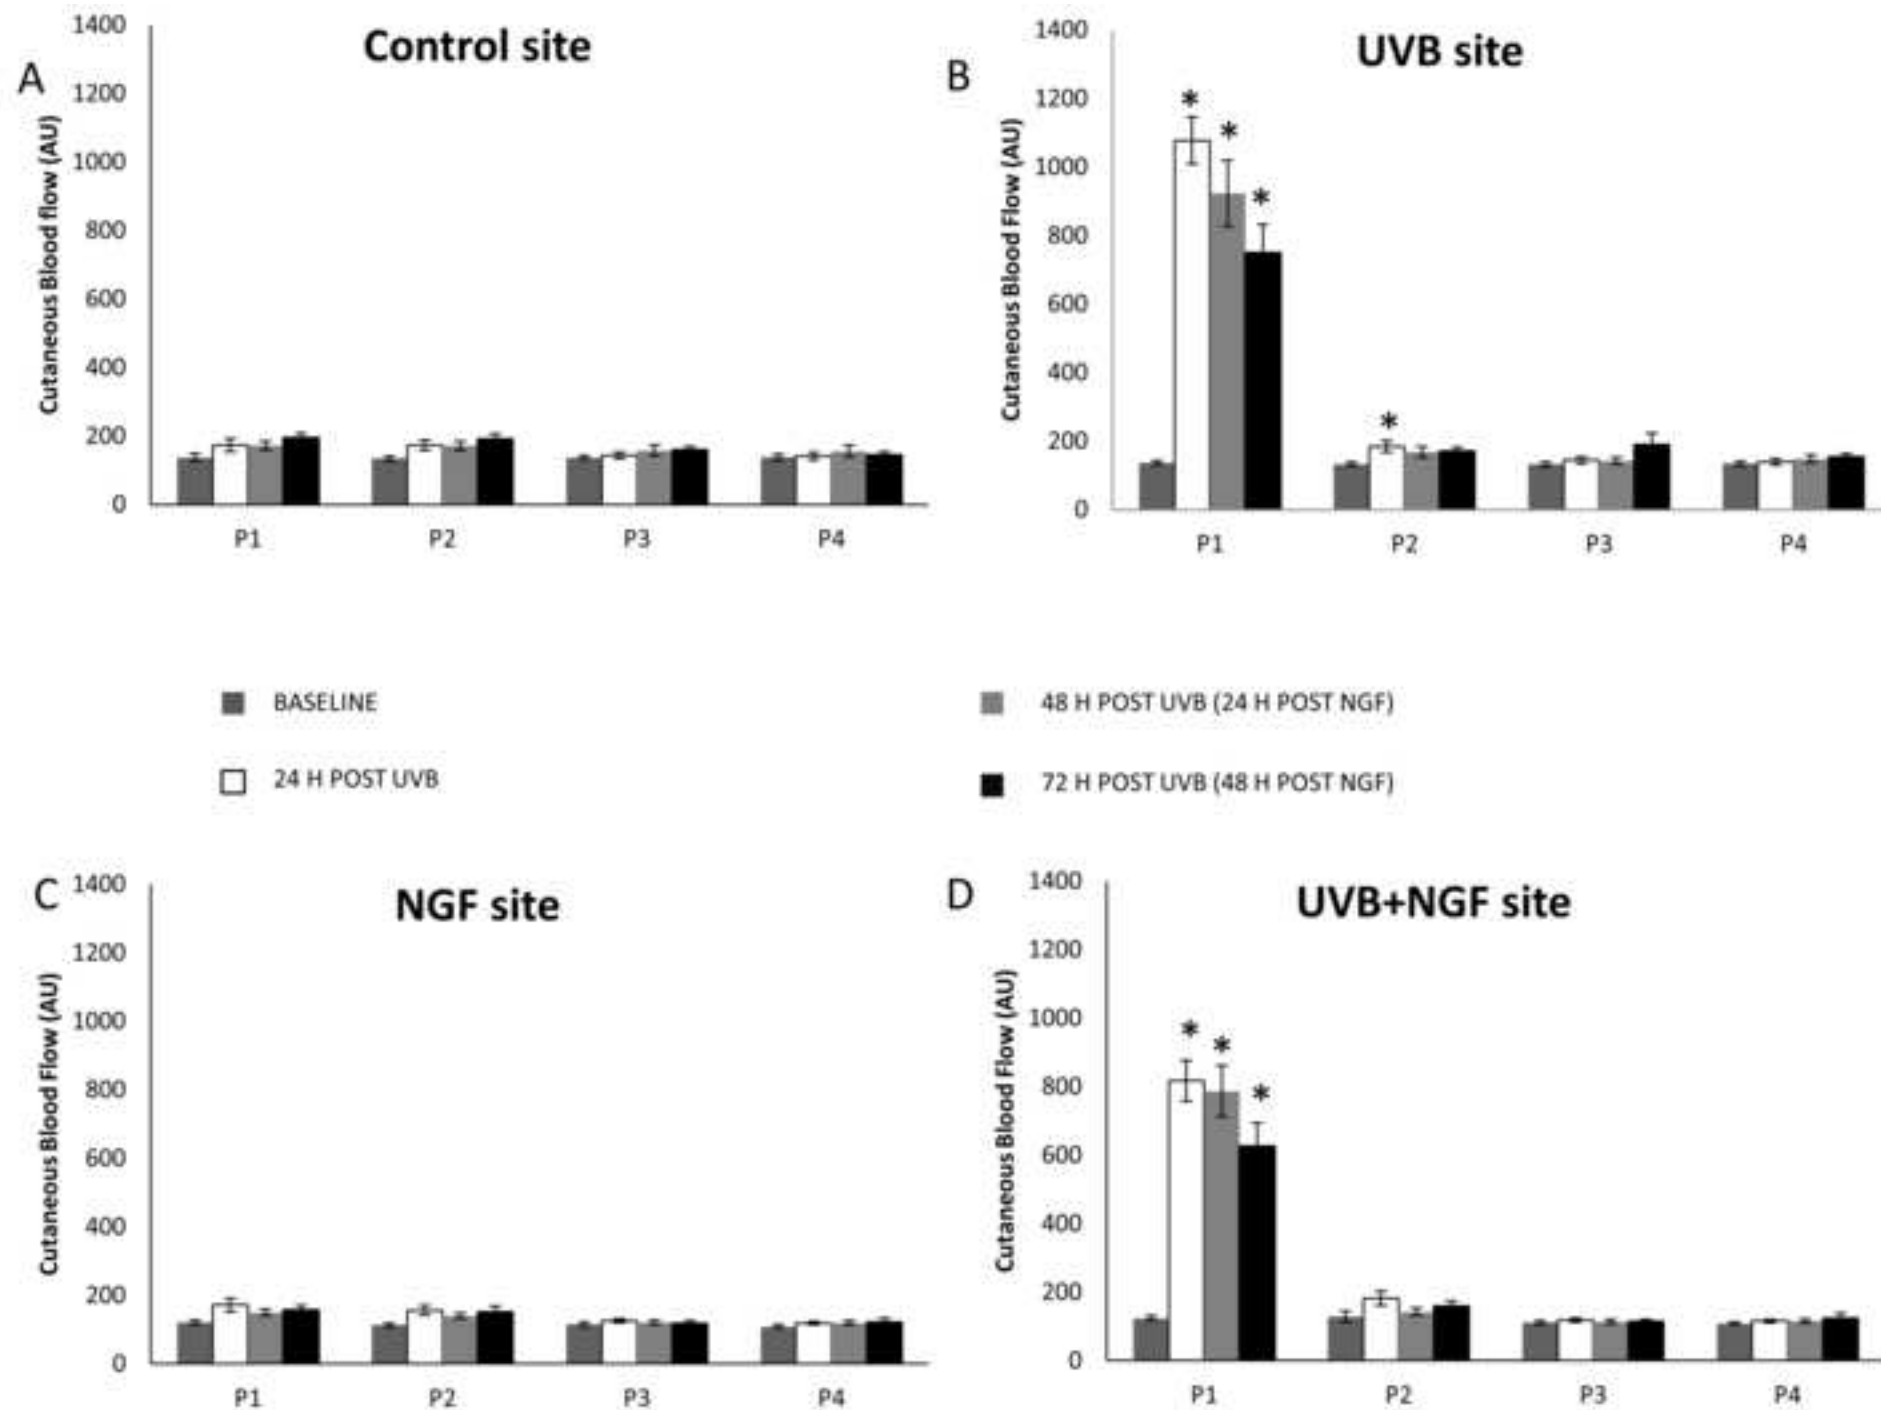 A
Control site
Cutaneous Blood flow (AU)
1400
1200
1000
800
600
400
200
0
P1 P2 P3 P4
B
UVB site
Cutaneous Blood Flow (AU)
1400
1200
1000
800
600
400
200
0
* * *
*
P1 P2 P3 P4
BASELINE
24 H POST UVB
48 H POST UVB (24 H POST NGF)
72 H POST UVB (48 H POST NGF)
C
NGF site
Cutaneous Blood Flow (AU)
1400
1200
1000
800
600
400
200
0
P1 P2 P3 P4
D
UVB+NGF site
Cutaneous Blood Flow (AU)
1400
1200
1000
800
600
400
200
0
* * *
P1 P2 P3 P4